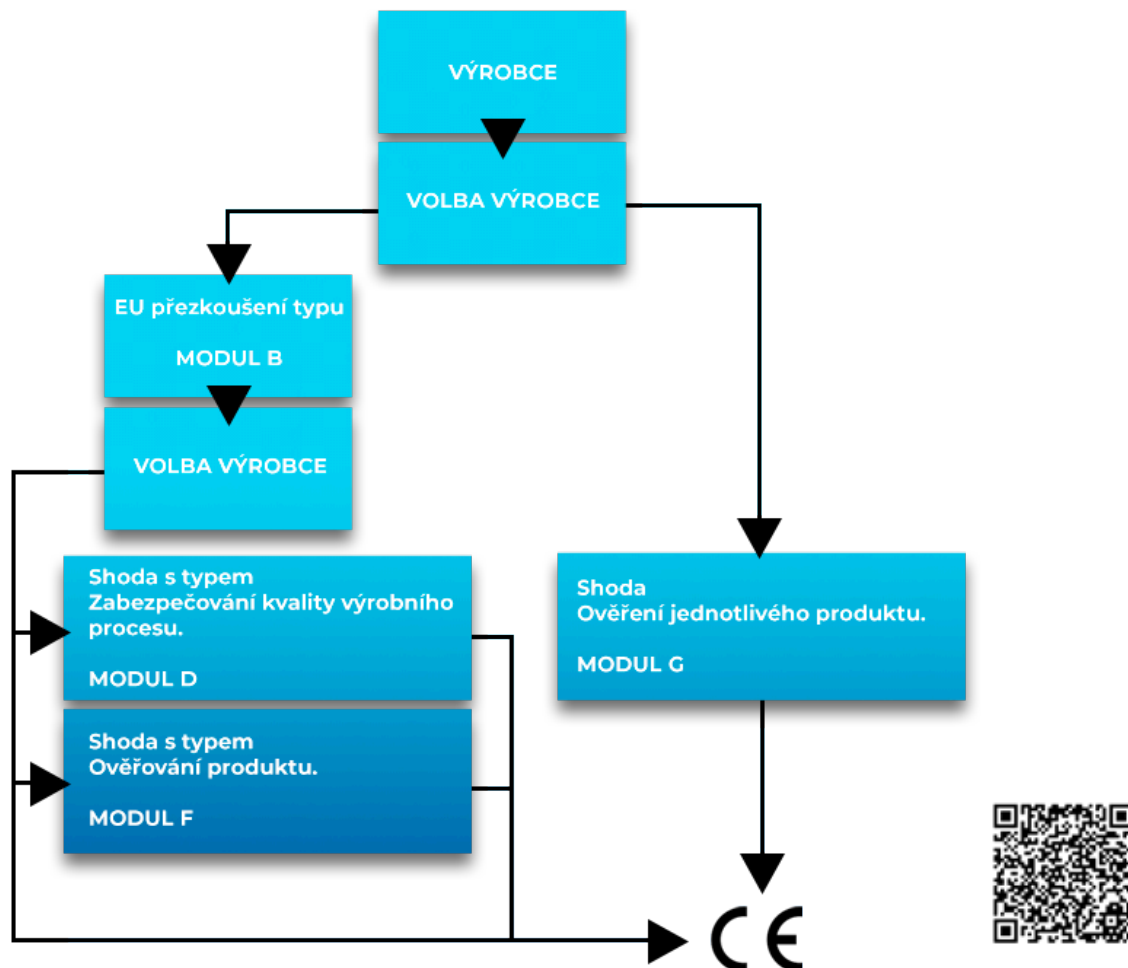 VÝROBCE
VOLBA VÝROBCE
EU přezkoušení typu
MODUL B
VOLBA VÝROBCE
Shoda s typem
Zabezpečování kvality výrobního
procesu.
MODUL D
Shoda
Ověření jednotlivého produktu.
MODUL G
Shoda s typem
Ověřování produktu.
MODUL F
CE